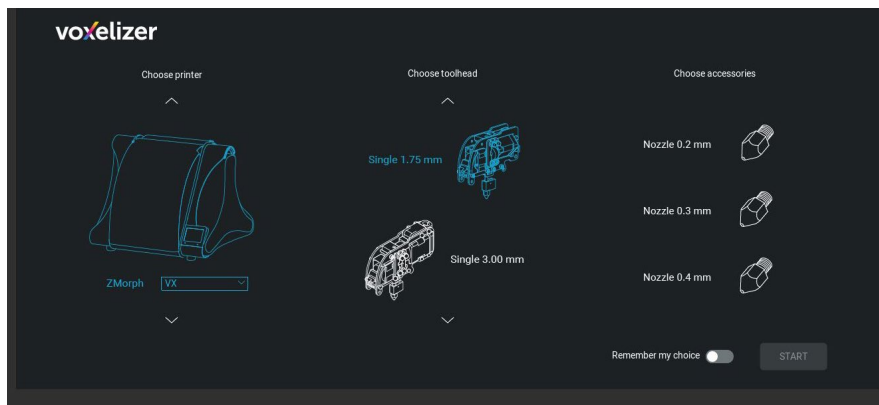 voxelizer
Choose printer
Choose toolhead
Choose accessories
Single 1.75 mm
Nozzle 0.2 mm
Nozzle 0.3 mm
Single 3.00 mm
Nozzle 0.4 mm
ZMorph VX
Remember my choice
START